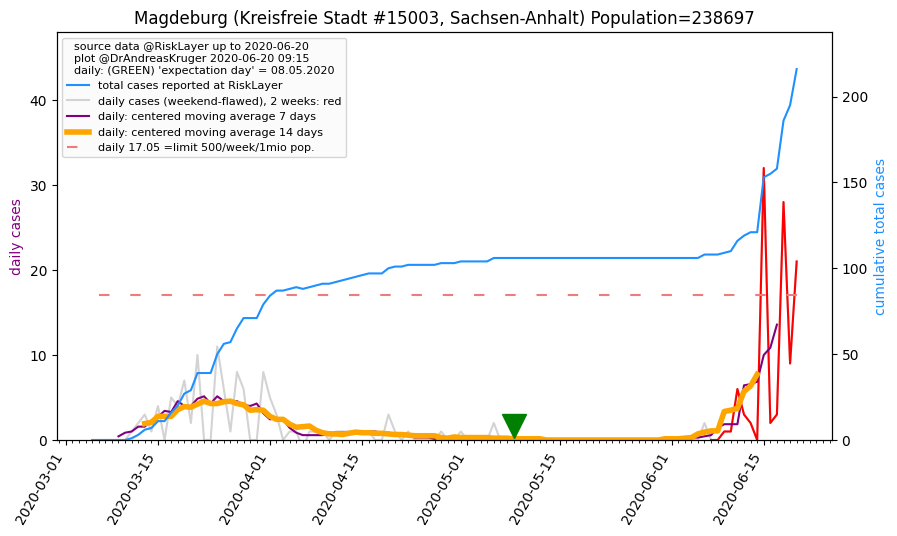 Magdeburg (Kreisfreie Stadt #15003, Sachsen-Anhalt) Population=238697
source data @RiskLayer up to 2020-06-20
plot @DrAndreasKruger 2020-06-20 09:15
daily: (GREEN) 'expectation day' = 08.05.2020
total cases reported at RiskLayer
daily cases (weekend-flawed), 2 weeks: red
daily: centered moving average 7 days
daily: centered moving average 14 days
daily 17.05 =limit 500/week/1mio pop.
daily cases
40
30
20
10
0
cumulative total cases
200
150
100
50
0
2020-03-01
2020-03-15
2020-04-01
2020-04-15
2020-05-01
2020-05-15
2020-06-01
2020-06-15